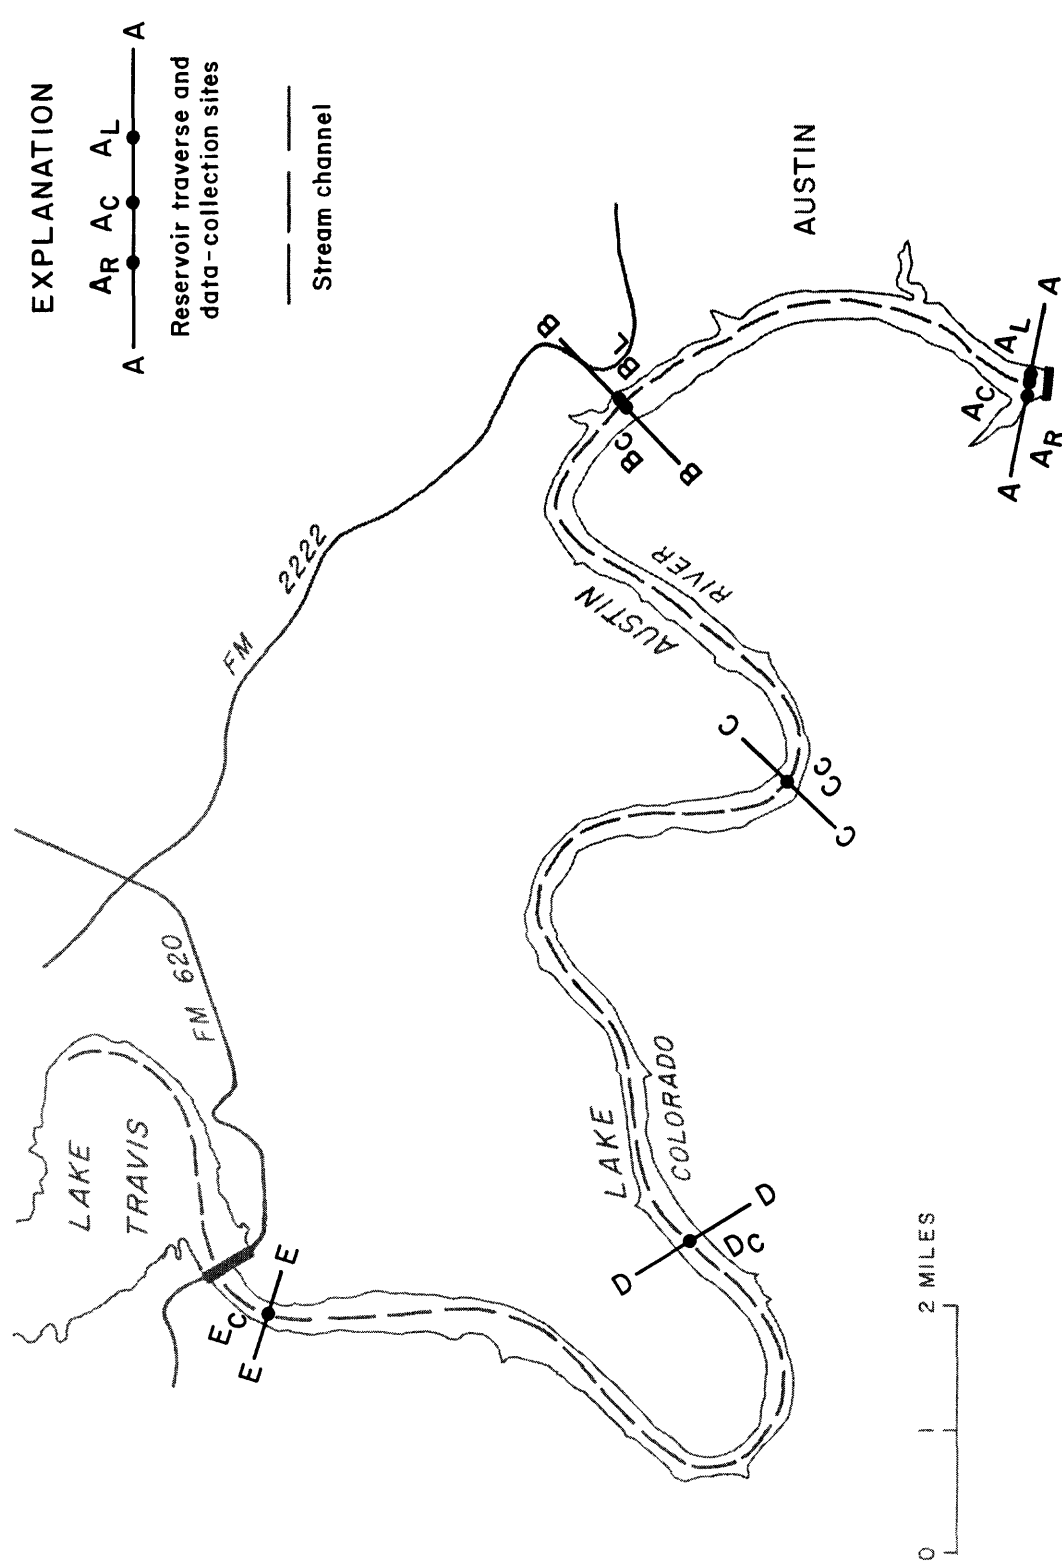 EXPLANATION
A AR AC AL A
Reservoir traverse and
data-collection sites
Stream channel
LAKE
TRAVIS
FM 620
FM 2222
E
EC
E
D
DC
D
LAKE AUSTIN
COLORADO RIVER
C
CC
C
B
BC
BL
B
AUSTIN
A
AR
AC
AL
A
0 1 2 MILES